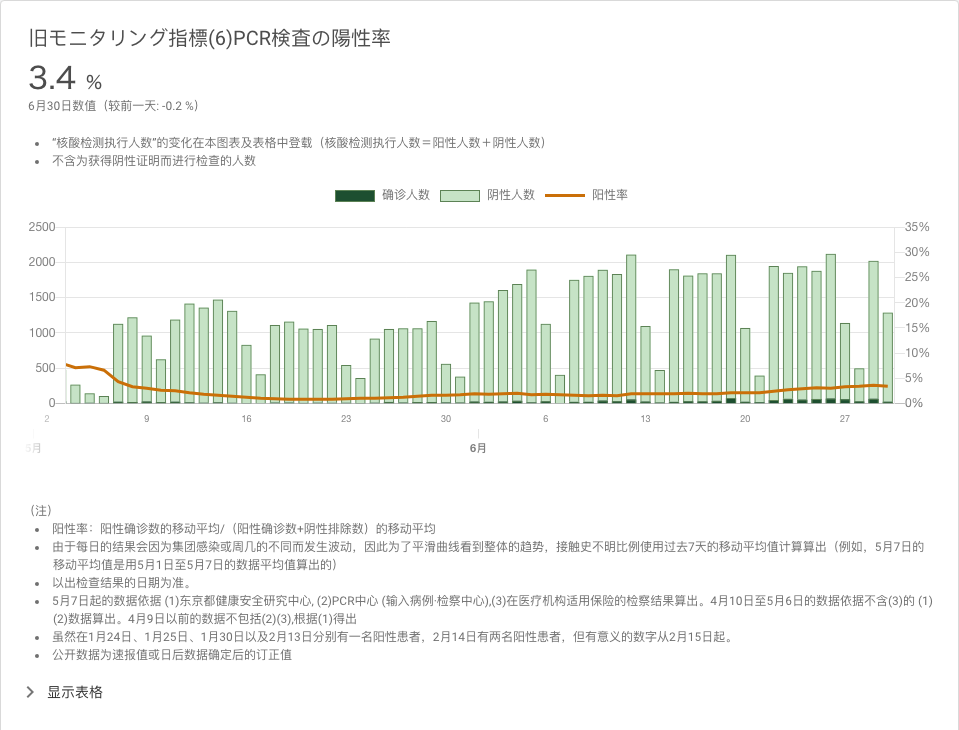 旧モニタリング指標(6)PCR検査の陽性率
3.4 %
6月30日数值（较前一天: -0.2 %）
“核酸检测执行人数”的变化在本图表及表格中登载（核酸检测执行人数＝阳性人数＋阴性人数）
不含为获得阴性证明而进行检查的人数
确诊人数 阴性人数 阳性率
2500 35%
30%
2000
25%
1500 20%
1000 15%
10%
500
5%
0 0%
2 9 16 23 30 6 13 20 27
5月 6月
（注）
阳性率：阳性确诊数的移动平均/（阳性确诊数+阴性排除数）的移动平均
由于每日的结果会因为集团感染或周几的不同而发生波动，因此为了平滑曲线看到整体的趋势，接触史不明比例使用过去7天的移动平均值计算算出（例如，5月7日的
移动平均值是用5月1日至5月7日的数据平均值算出的）
以出检查结果的日期为准。
5月7日起的数据依据 (1)东京都健康安全研究中心, (2)PCR中心 (输入病例·检察中心),(3)在医疗机构适用保险的检察结果算出。4月10日至5月6日的数据依据不含(3)的 (1)
(2)数据算出。4月9日以前的数据不包括(2)(3),根据(1)得出
虽然在1月24日、1月25日、1月30日以及2月13日分别有一名阳性患者，2月14日有两名阳性患者，但有意义的数字从2月15日起。
公开数据为速报值或日后数据确定后的订正值
显示表格